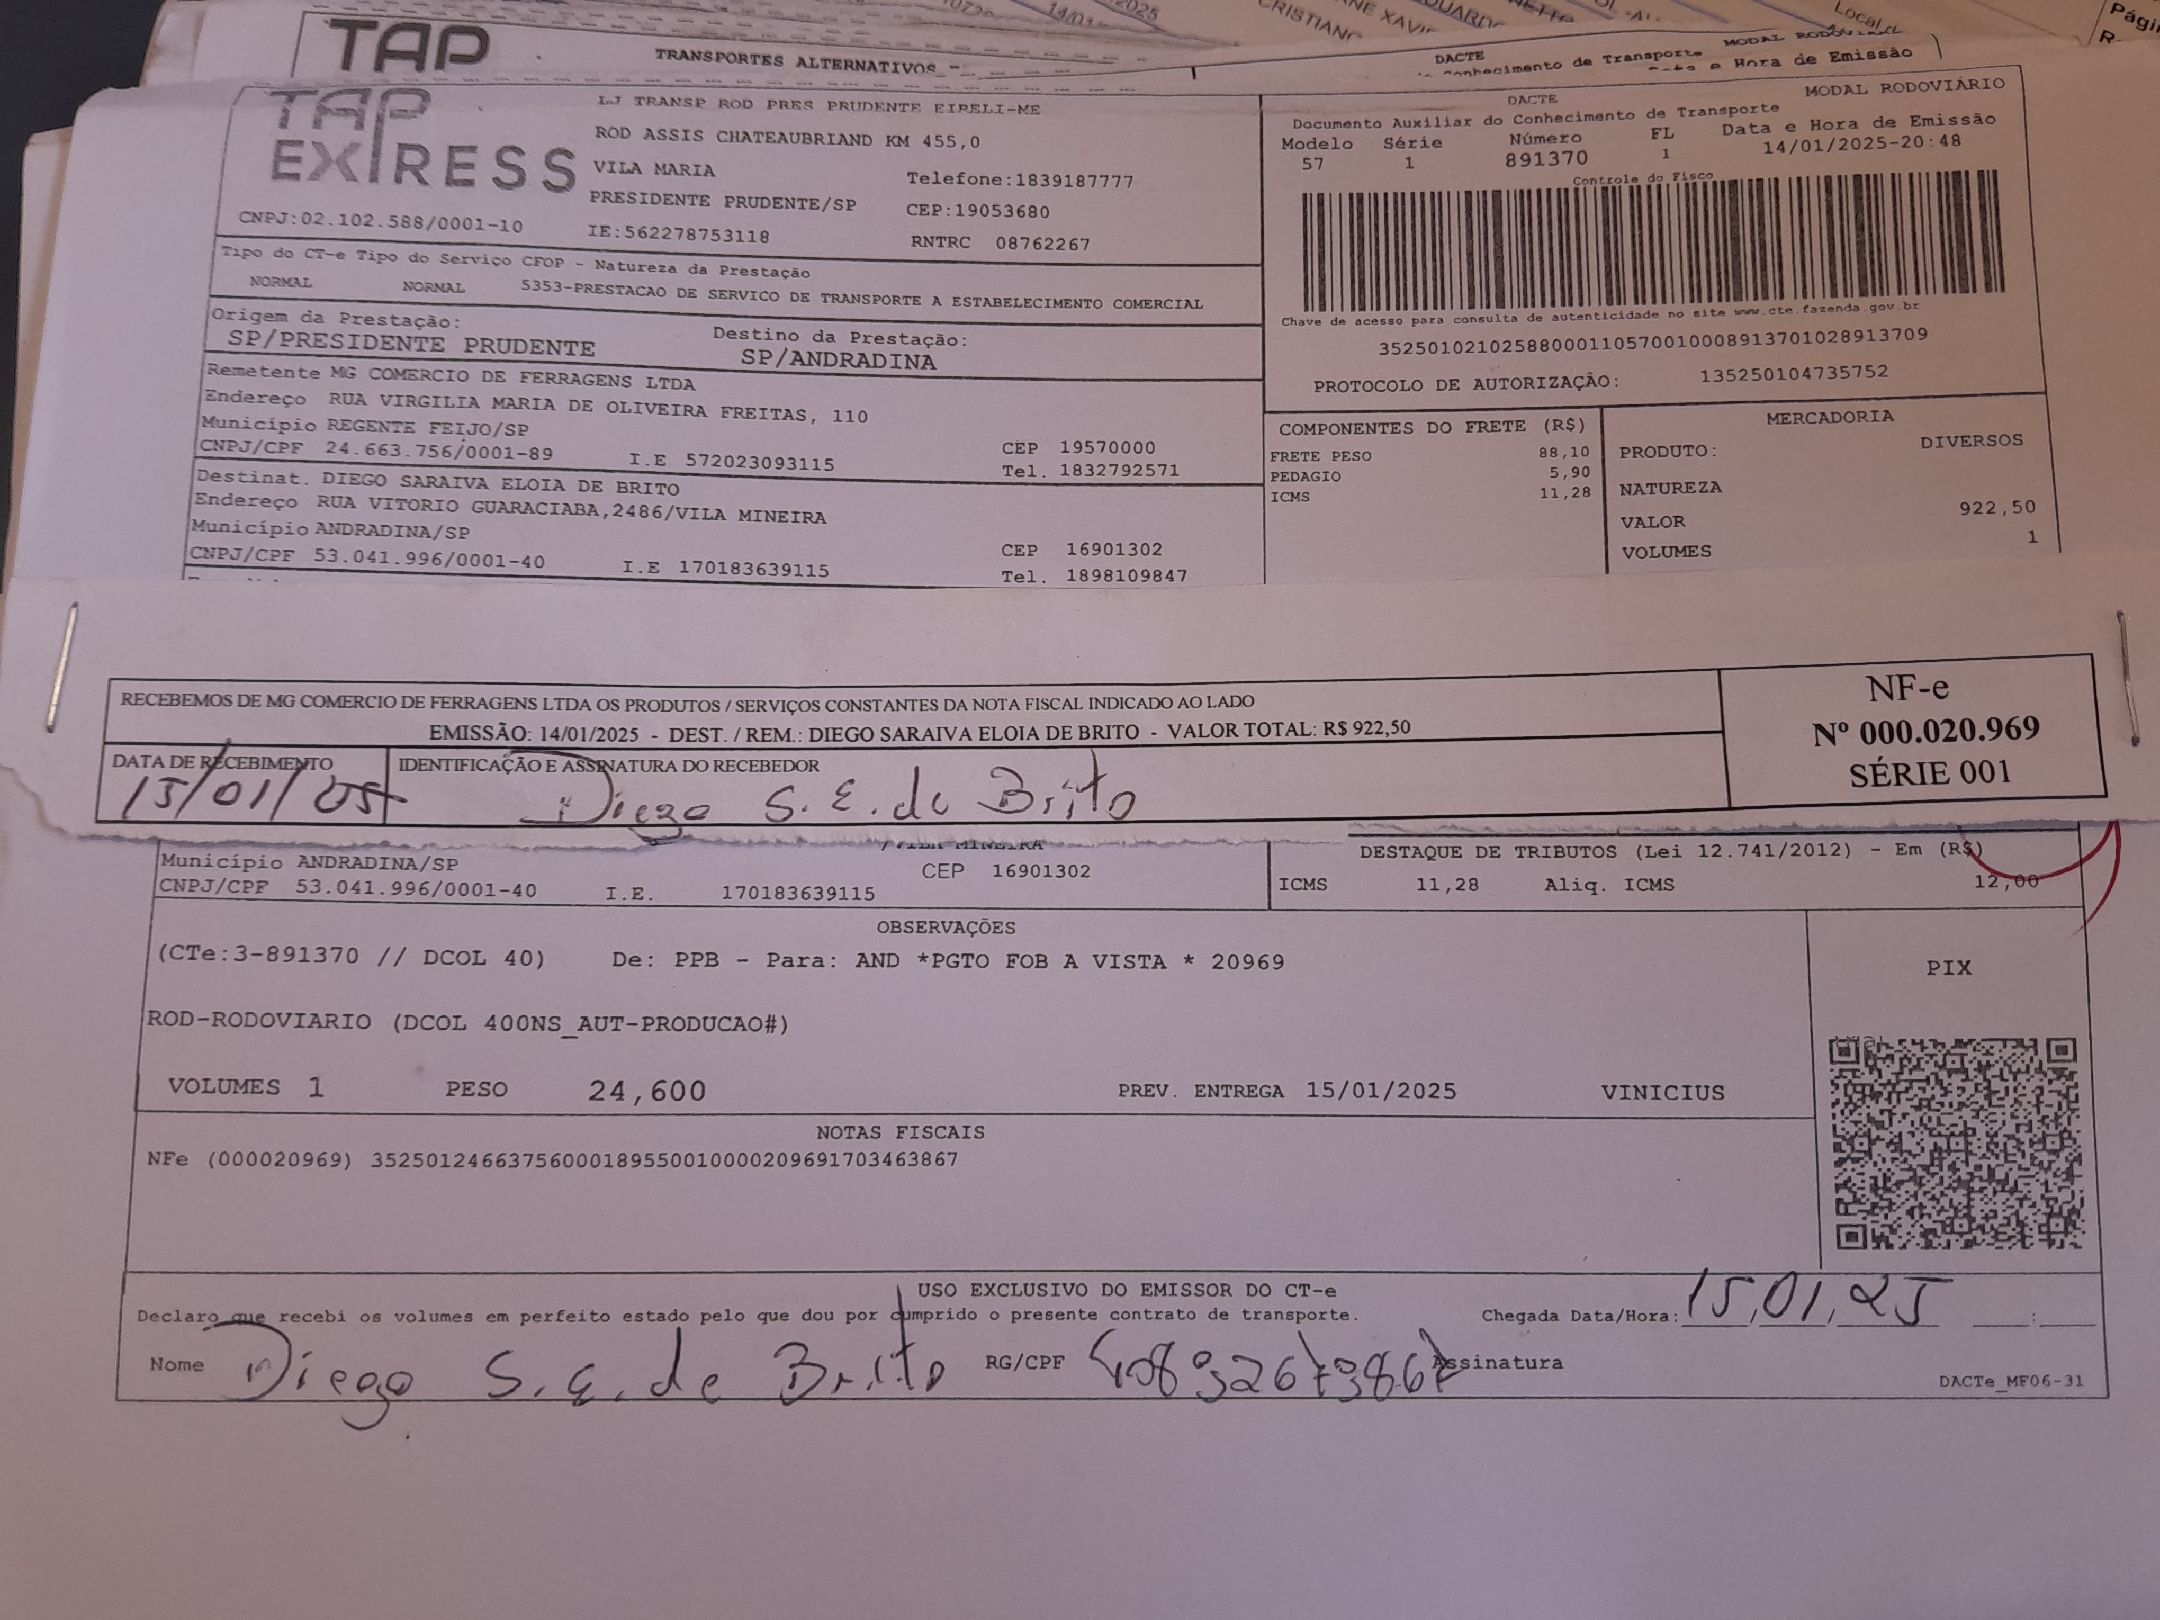 14/01/2025
CRISTIANO
TAP
TRANSPORTES ALTERNATIVOS
DACTE
MODAL
Conhecimento de Transporte
e Hora de Emissão
Local
TAP EXPRESS
CNPJ:02.102.588/0001-10
LJ TRANSP ROD PRES PRUDENTE EIRELI-ME
ROD ASSIS CHATEAUBRIAND KM 455,0
VILA MARIA
Telefone:1839187777
PRESIDENTE PRUDENTE/SP
CEP:19053680
IE:562278753118
RNTRC 08762267
DACTE
MODAL RODOVIÁRIO
Documento Auxiliar do Conhecimento de Transporte
Modelo Série Número FL Data e Hora de Emissão
57 1 891370 1 14/01/2025-20:48
Controle do Fisco
Chave de acesso para consulta de autenticidade no site www.cte.fazenda.gov.br
35250102102588000110570010008913701028913709
PROTOCOLO DE AUTORIZAÇÃO: 135250104735752
Tipo do CT-e Tipo do Serviço CFOP - Natureza da Prestação
NORMAL NORMAL 5353-PRESTACAO DE SERVICO DE TRANSPORTE A ESTABELECIMENTO COMERCIAL
Origem da Prestação: Destino da Prestação:
SP/PRESIDENTE PRUDENTE SP/ANDRADINA
Remetente MG COMERCIO DE FERRAGENS LTDA
Endereço RUA VIRGILIA MARIA DE OLIVEIRA FREITAS, 110
Município REGENTE FEIJO/SP CEP 19570000
CNPJ/CPF 24.663.756/0001-89 I.E 572023093115 Tel. 1832792571
Destinat. DIEGO SARAIVA ELOIA DE BRITO
Endereço RUA VITORIO GUARACIABA,2486/VILA MINEIRA
Município ANDRADINA/SP CEP 16901302
CNPJ/CPF 53.041.996/0001-40 I.E 170183639115 Tel. 1898109847
COMPONENTES DO FRETE (R$)
FRETE PESO 88,10
PEDAGIO 5,90
ICMS 11,28
MERCADORIA
PRODUTO: DIVERSOS
NATUREZA
VALOR 922,50
VOLUMES 1
RECEBEMOS DE MG COMERCIO DE FERRAGENS LTDA OS PRODUTOS / SERVIÇOS CONSTANTES DA NOTA FISCAL INDICADO AO LADO
EMISSÃO: 14/01/2025 - DEST. / REM.: DIEGO SARAIVA ELOIA DE BRITO - VALOR TOTAL: R$ 922,50
DATA DE RECEBIMENTO IDENTIFICAÇÃO E ASSINATURA DO RECEBEDOR
15/01/25 Diego S. E. de Brito
NF-e
Nº 000.020.969
SÉRIE 001
Município ANDRADINA/SP CEP 16901302
CNPJ/CPF 53.041.996/0001-40 I.E. 170183639115
DESTAQUE DE TRIBUTOS (Lei 12.741/2012) - Em (R$)
ICMS 11,28 Aliq. ICMS 12,00
OBSERVAÇÕES
(CTe:3-891370 // DCOL 40) De: PPB - Para: AND *PGTO FOB A VISTA * 20969
ROD-RODOVIARIO (DCOL 400NS_AUT-PRODUCAO#)
VOLUMES 1 PESO 24,600 PREV. ENTREGA 15/01/2025 VINICIUS
PIX
NOTAS FISCAIS
NFe (000020969) 35250124663756000189550010000209691703463867
USO EXCLUSIVO DO EMISSOR DO CT-e
Declaro que recebi os volumes em perfeito estado pelo que dou por cumprido o presente contrato de transporte. Chegada Data/Hora: 15,01,25 :
Nome Diego S. E. de Brito RG/CPF Assinatura
DACTe_MF06-31